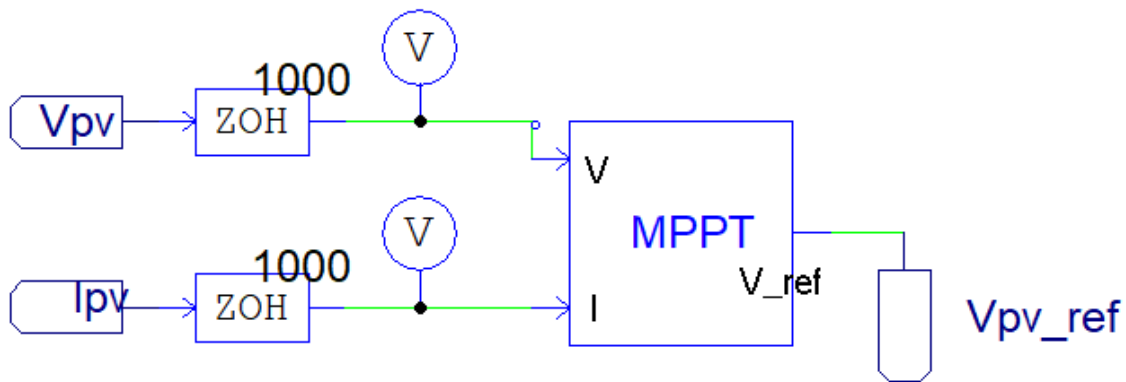 V
1000
Vpv
ZOH
V
V
MPPT
1000
V_ref
Ipv
ZOH
I
Vpv_ref